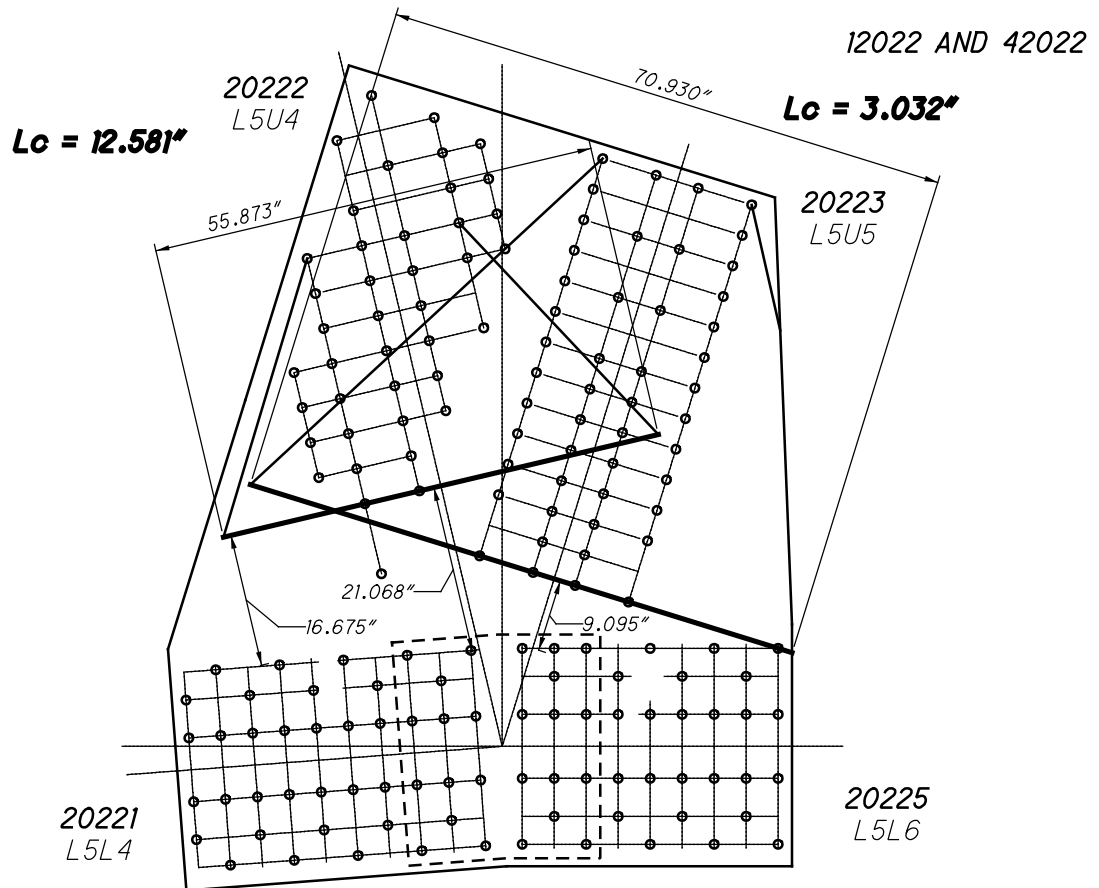 12022 AND 42022
70.930"
20222
L5U4
Lc = 3.032"
Lc = 12.581"
20223
L5U5
55.873"
21.068"
16.675"
9.095"
20221
L5L4
20225
L5L6